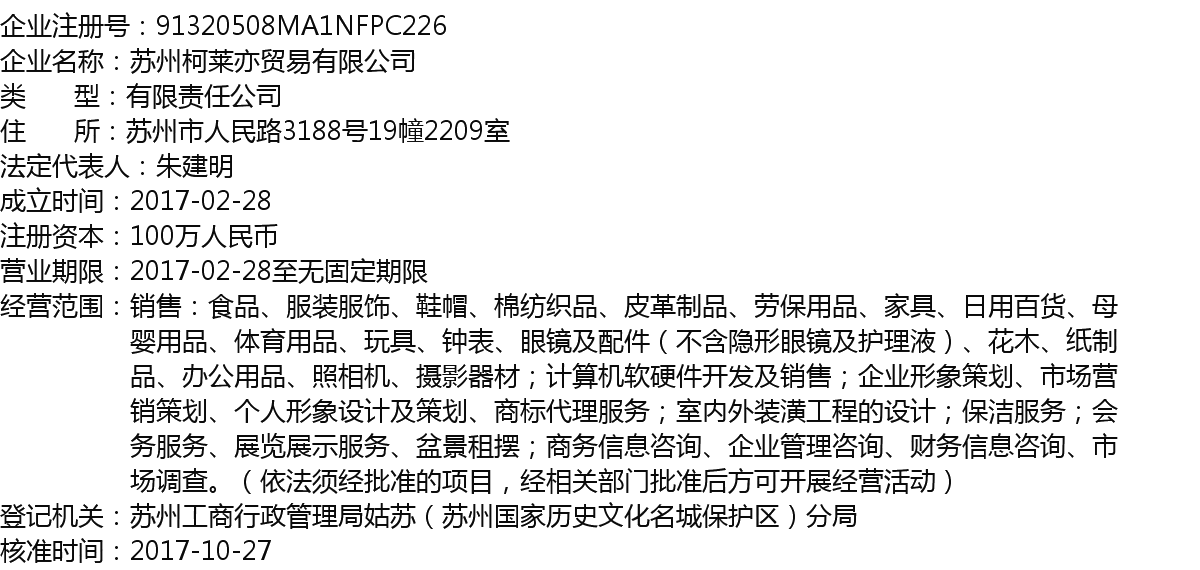 企业注册号：91320508MA1NFPC226
企业名称：苏州柯莱亦贸易有限公司
类　　型：有限责任公司
住　　所：苏州市人民路3188号19幢2209室
法定代表人：朱建明
成立时间：2017-02-28
注册资本：100万人民币
营业期限：2017-02-28至无固定期限
经营范围：销售：食品、服装服饰、鞋帽、棉纺织品、皮革制品、劳保用品、家具、日用百货、母
婴用品、体育用品、玩具、钟表、眼镜及配件（不含隐形眼镜及护理液）、花木、纸制
品、办公用品、照相机、摄影器材；计算机软硬件开发及销售；企业形象策划、市场营
销策划、个人形象设计及策划、商标代理服务；室内外装潢工程的设计；保洁服务；会
务服务、展览展示服务、盆景租摆；商务信息咨询、企业管理咨询、财务信息咨询、市
场调查。（依法须经批准的项目，经相关部门批准后方可开展经营活动）
登记机关：苏州工商行政管理局姑苏（苏州国家历史文化名城保护区）分局
核准时间：2017-10-27